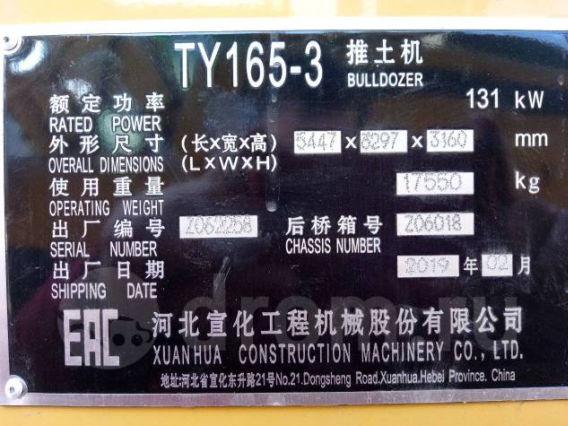 TY165-3 推土机
BULLDOZER
额定功率 131 kW
RATED POWER
外形尺寸 (长x宽x高) 5447 x 3297 x 3160 mm
OVERALL DIMENSIONS (LxWxH)
使用重量 17550 kg
OPERATING WEIGHT
出厂编号 Z062258 后桥箱号 Z06018
SERIAL NUMBER CHASSIS NUMBER
出厂日期 2019 年 02 月
SHIPPING DATE
drom.ru
EAC 河北宣化工程机械股份有限公司
XUANHUA CONSTRUCTION MACHINERY CO., LTD.
地址:河北省宣化东升路21号No.21.Dongsheng Road.Xuanhua.Hebei Province. China